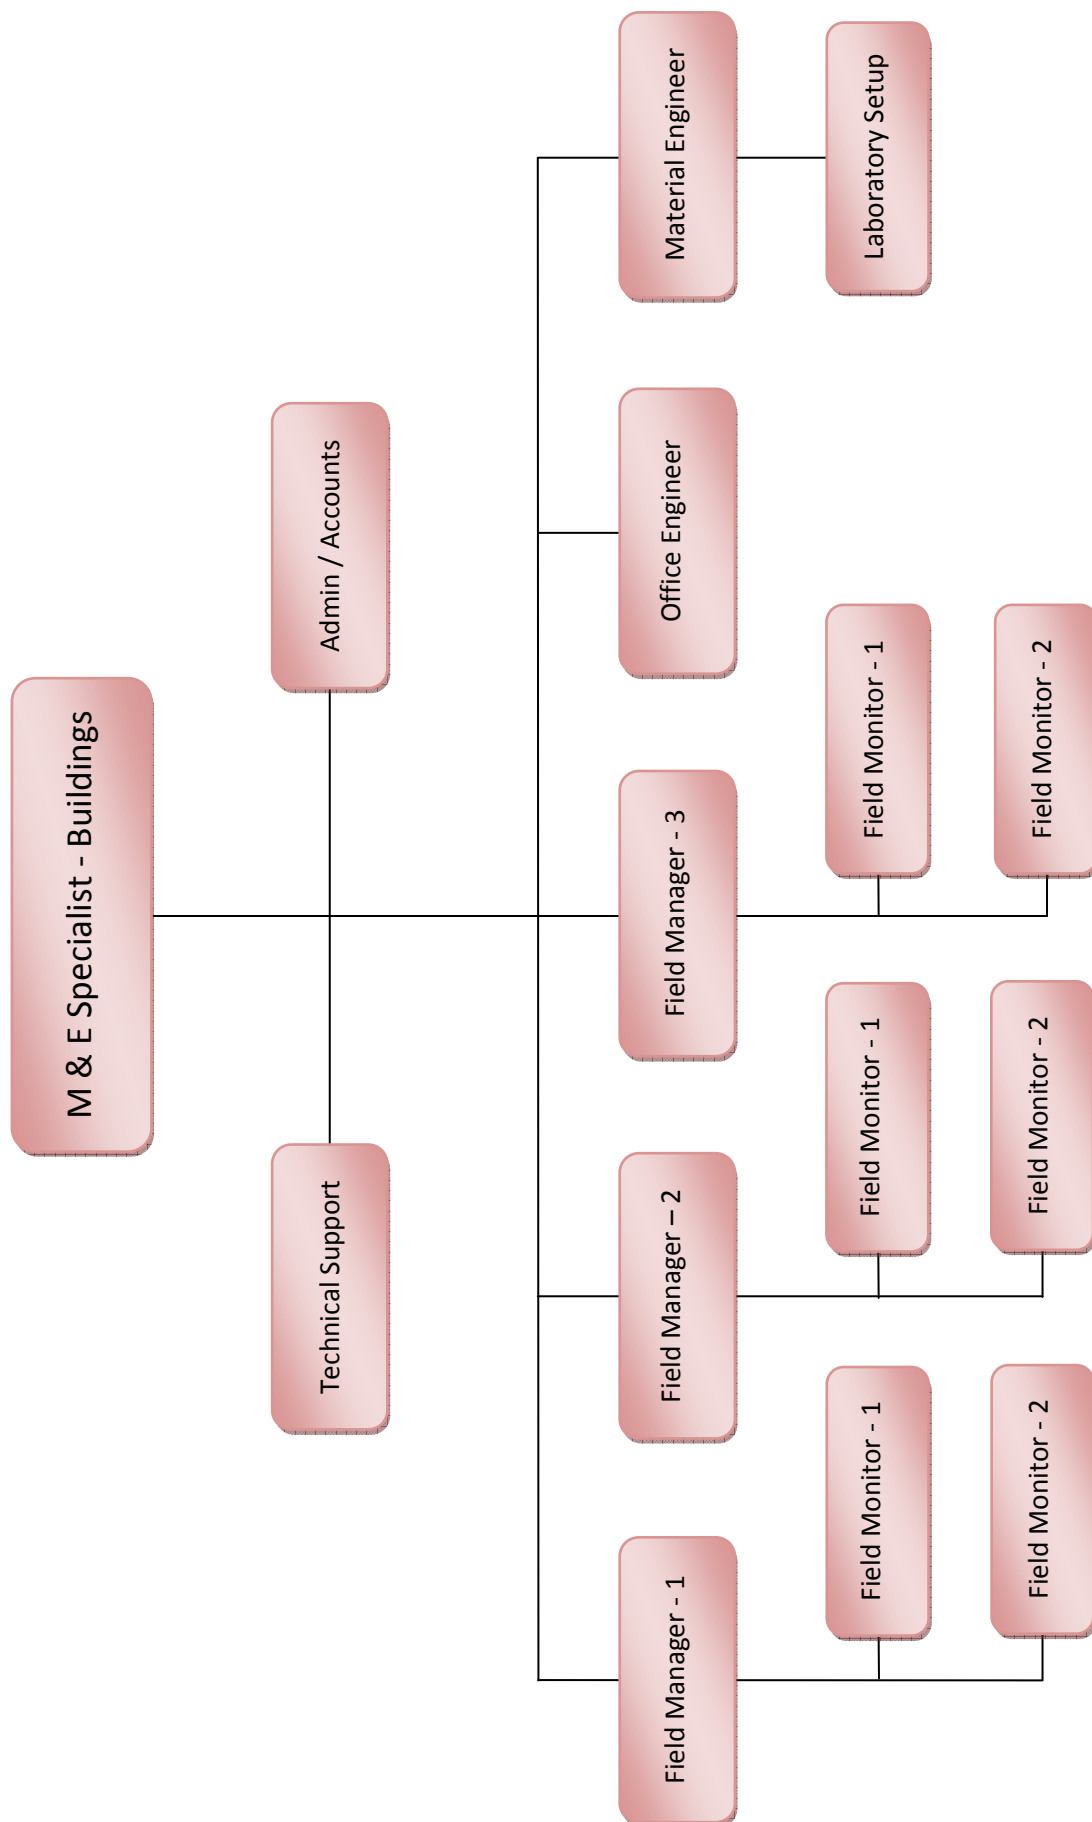 M & E Specialist - Buildings
Technical Support
Admin / Accounts
Field Manager - 1
Field Manager – 2
Field Manager - 3
Office Engineer
Material Engineer
Field Monitor - 1
Field Monitor - 1
Field Monitor - 1
Laboratory Setup
Field Monitor - 2
Field Monitor - 2
Field Monitor - 2